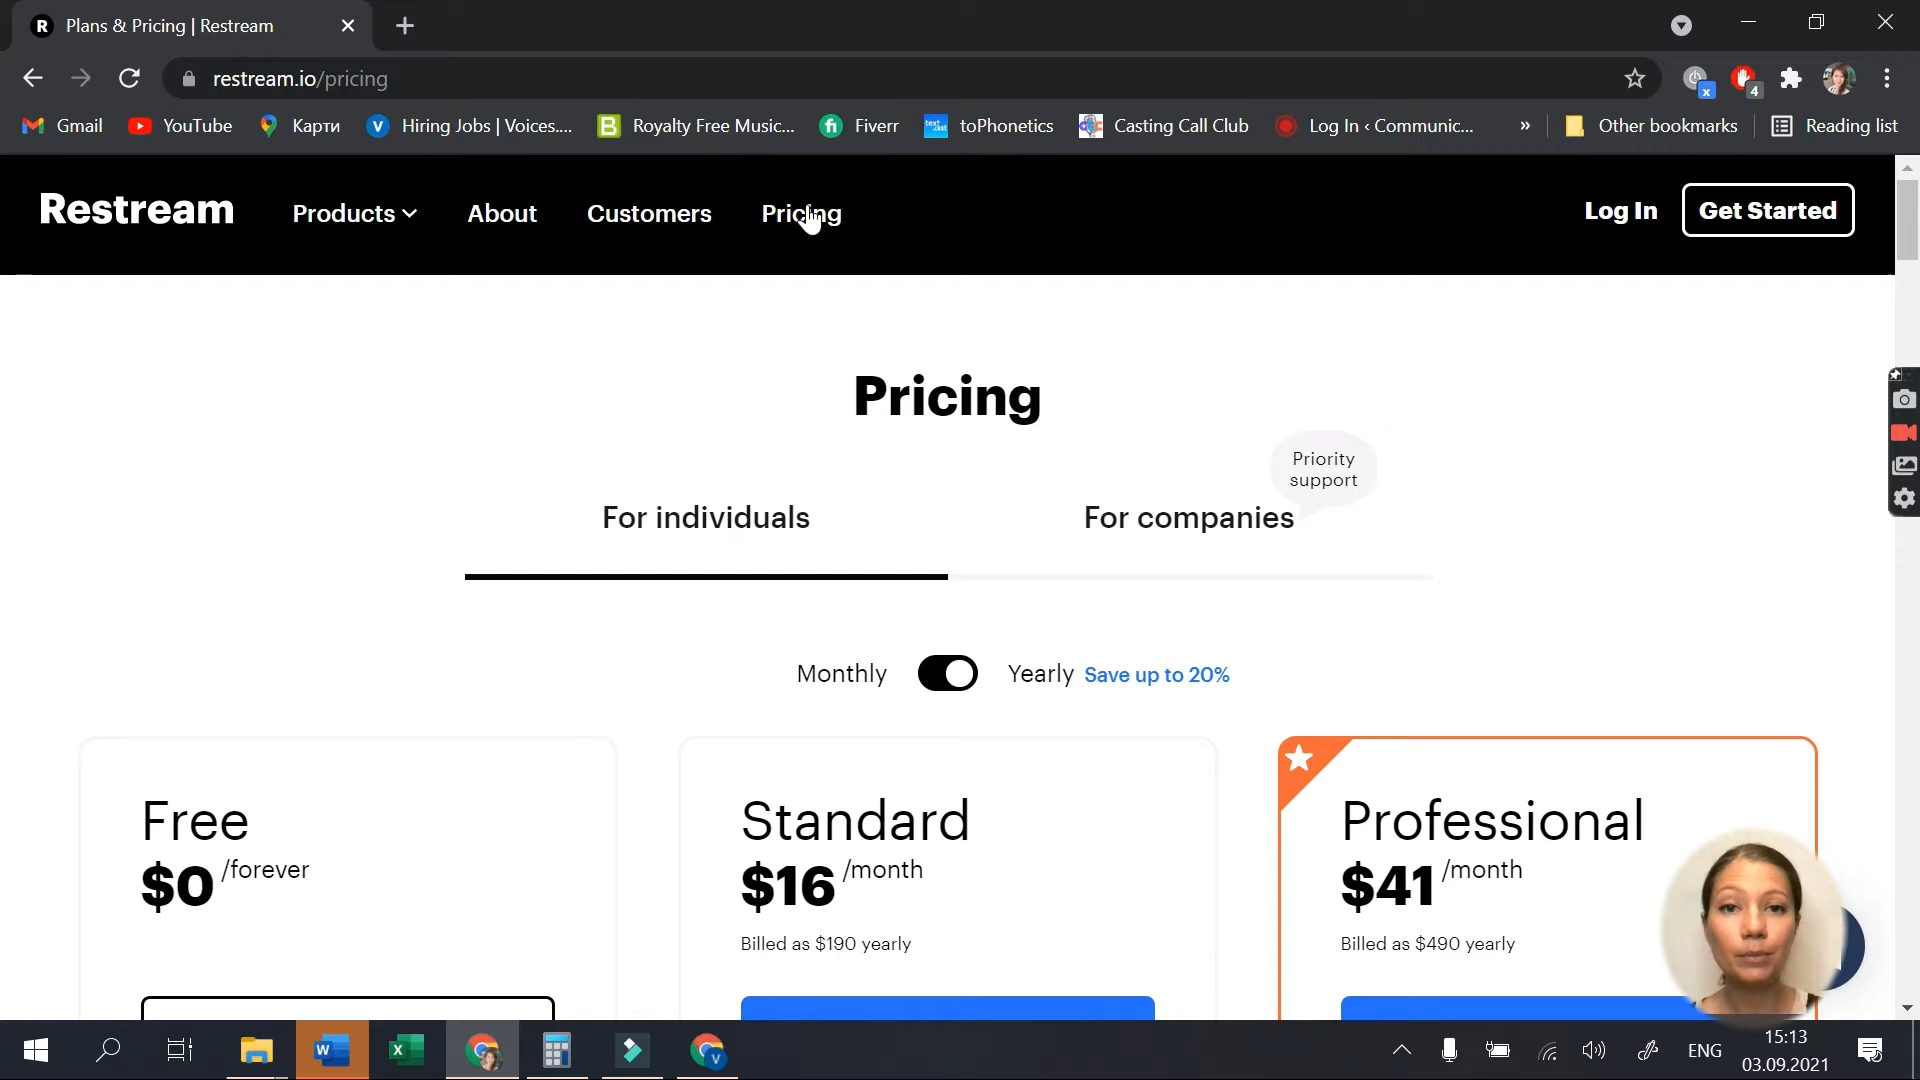 R Plans & Pricing | Restream
restream.io/pricing
x 4
Gmail YouTube Карти V Hiring Jobs | Voices.... B Royalty Free Music... fi Fiverr toPhonetics Casting Call Club Log In ‹ Communic... » Other bookmarks Reading list
Restream Products About Customers Pricing Log In Get Started
Pricing
Priority
support
For individuals For companies
Monthly Yearly Save up to 20%
Free Standard Professional
$0 /forever $16 /month $41 /month
Billed as $190 yearly Billed as $490 yearly
W X V ENG 15:13
03.09.2021